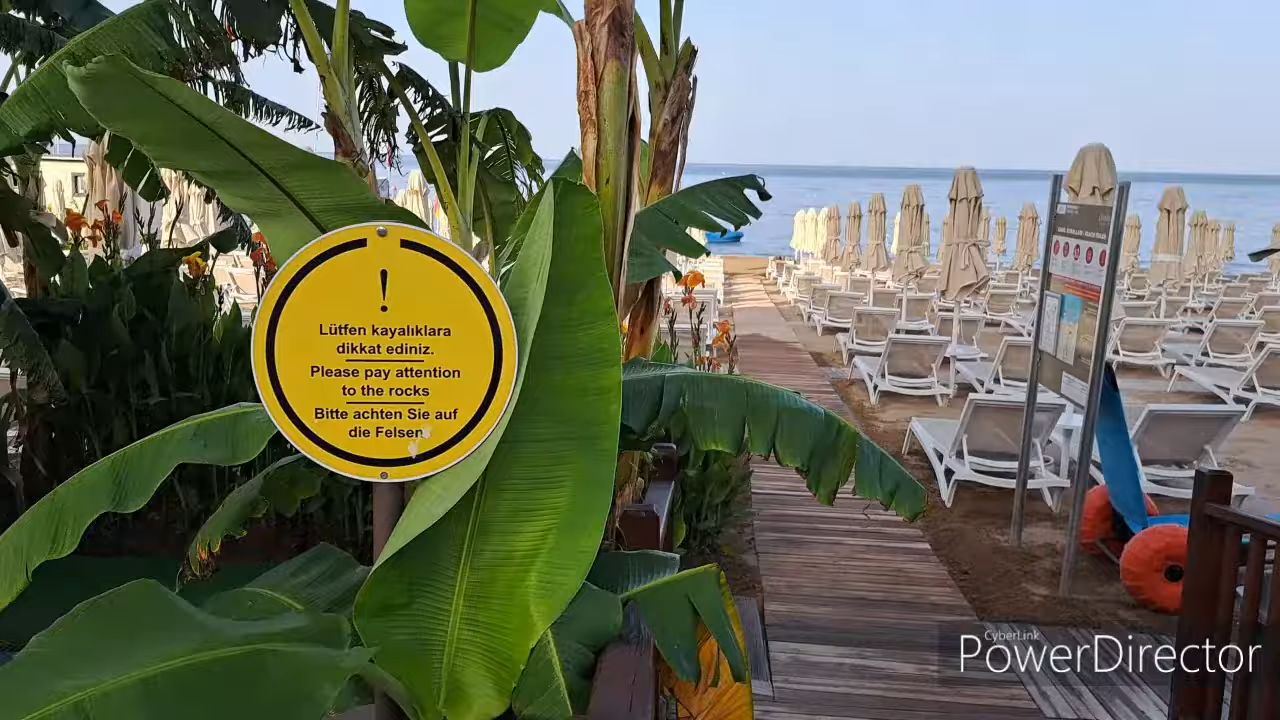 !
Lütfen kayalıklara
dikkat ediniz.
Please pay attention
to the rocks
Bitte achten Sie auf
die Felsen
CyberLink
PowerDirector